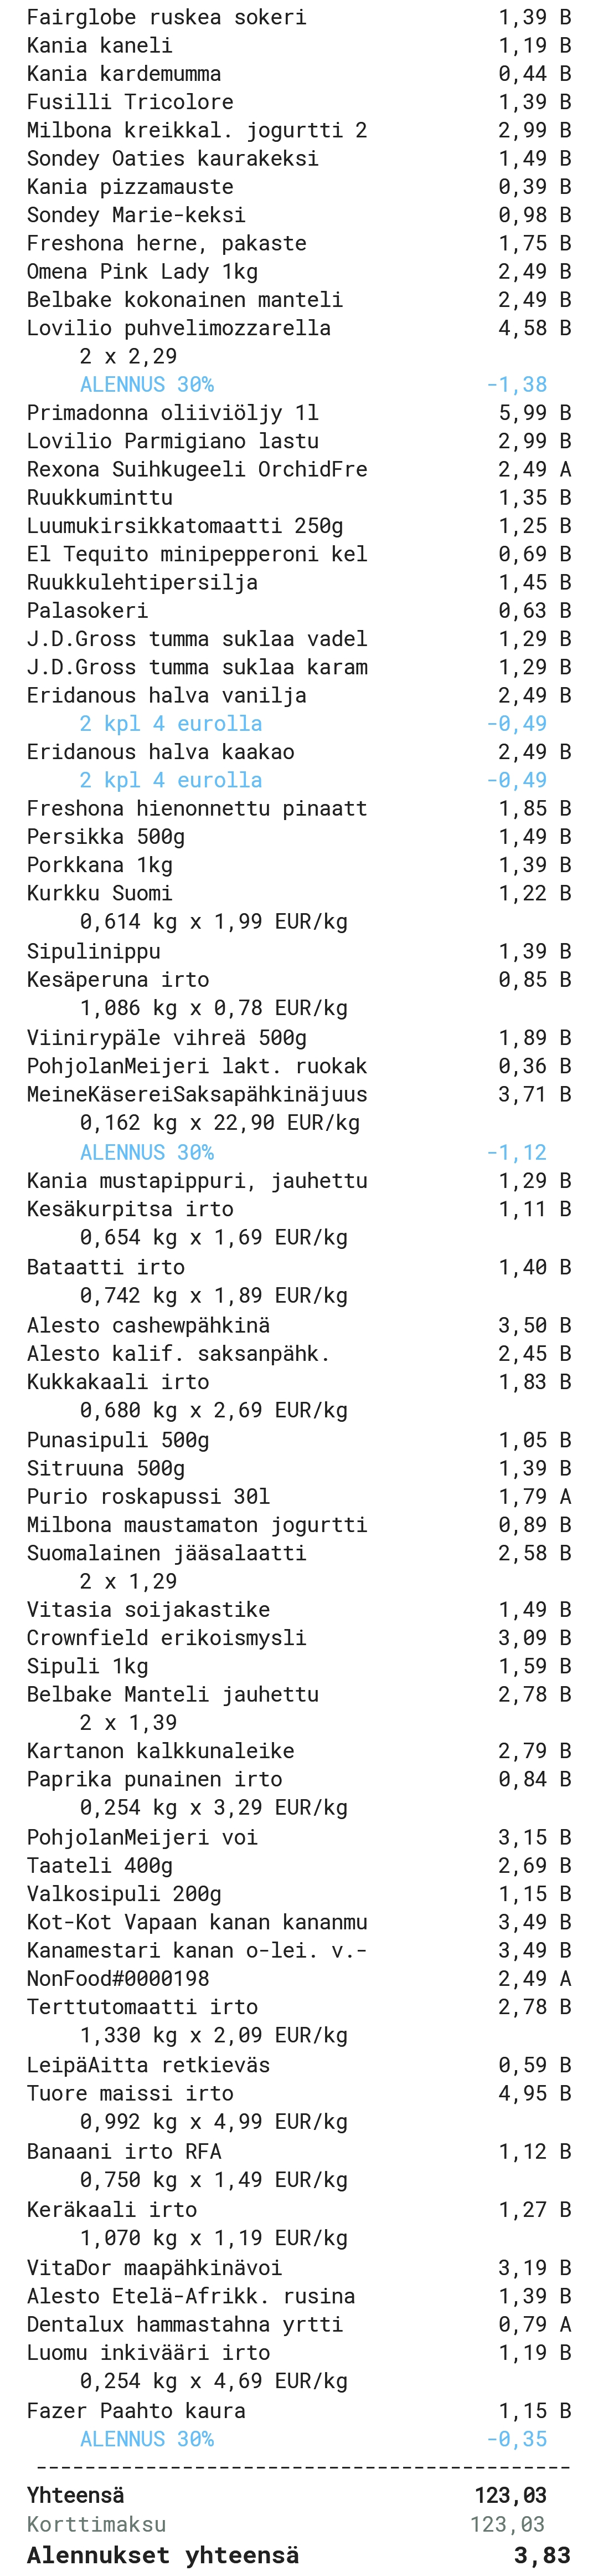 Fairglobe ruskea sokeri 1,39 B
Kania kaneli 1,19 B
Kania kardemumma 0,44 B
Fusilli Tricolore 1,39 B
Milbona kreikkal. jogurtti 2 2,99 B
Sondey Oaties kaurakeksi 1,49 B
Kania pizzamauste 0,39 B
Sondey Marie-keksi 0,98 B
Freshona herne, pakaste 1,75 B
Omena Pink Lady 1kg 2,49 B
Belbake kokonainen manteli 2,49 B
Lovilio puhvelimozzarella 4,58 B
2 x 2,29
ALENNUS 30% -1,38
Primadonna oliiviöljy 1l 5,99 B
Lovilio Parmigiano lastu 2,99 B
Rexona Suihkugeeli OrchidFre 2,49 A
Ruukkuminttu 1,35 B
Luumukirsikkatomaatti 250g 1,25 B
El Tequito minipepperoni kel 0,69 B
Ruukkulehtipersilja 1,45 B
Palasokeri 0,63 B
J.D.Gross tumma suklaa vadel 1,29 B
J.D.Gross tumma suklaa karam 1,29 B
Eridanous halva vanilja 2,49 B
2 kpl 4 eurolla -0,49
Eridanous halva kaakao 2,49 B
2 kpl 4 eurolla -0,49
Freshona hienonnettu pinaatt 1,85 B
Persikka 500g 1,49 B
Porkkana 1kg 1,39 B
Kurkku Suomi 1,22 B
0,614 kg x 1,99 EUR/kg
Sipulinippu 1,39 B
Kesäperuna irto 0,85 B
1,086 kg x 0,78 EUR/kg
Viinirypäle vihreä 500g 1,89 B
PohjolanMeijeri lakt. ruokak 0,36 B
MeineKäsereiSaksapähkinäjuus 3,71 B
0,162 kg x 22,90 EUR/kg
ALENNUS 30% -1,12
Kania mustapippuri, jauhettu 1,29 B
Kesäkurpitsa irto 1,11 B
0,654 kg x 1,69 EUR/kg
Bataatti irto 1,40 B
0,742 kg x 1,89 EUR/kg
Alesto cashewpähkinä 3,50 B
Alesto kalif. saksanpähk. 2,45 B
Kukkakaali irto 1,83 B
0,680 kg x 2,69 EUR/kg
Punasipuli 500g 1,05 B
Sitruuna 500g 1,39 B
Purio roskapussi 30l 1,79 A
Milbona maustamaton jogurtti 0,89 B
Suomalainen jääsalaatti 2,58 B
2 x 1,29
Vitasia soijakastike 1,49 B
Crownfield erikoismysli 3,09 B
Sipuli 1kg 1,59 B
Belbake Manteli jauhettu 2,78 B
2 x 1,39
Kartanon kalkkunaleike 2,79 B
Paprika punainen irto 0,84 B
0,254 kg x 3,29 EUR/kg
PohjolanMeijeri voi 3,15 B
Taateli 400g 2,69 B
Valkosipuli 200g 1,15 B
Kot-Kot Vapaan kanan kananmu 3,49 B
Kanamestari kanan o-lei. v.- 3,49 B
NonFood#0000198 2,49 A
Terttutomaatti irto 2,78 B
1,330 kg x 2,09 EUR/kg
LeipäAitta retkieväs 0,59 B
Tuore maissi irto 4,95 B
0,992 kg x 4,99 EUR/kg
Banaani irto RFA 1,12 B
0,750 kg x 1,49 EUR/kg
Keräkaali irto 1,27 B
1,070 kg x 1,19 EUR/kg
VitaDor maapähkinävoi 3,19 B
Alesto Etelä-Afrikk. rusina 1,39 B
Dentalux hammastahna yrtti 0,79 A
Luomu inkivääri irto 1,19 B
0,254 kg x 4,69 EUR/kg
Fazer Paahto kaura 1,15 B
ALENNUS 30% -0,35
--------------------------------------------
Yhteensä 123,03
Korttimaksu 123,03
Alennukset yhteensä 3,83